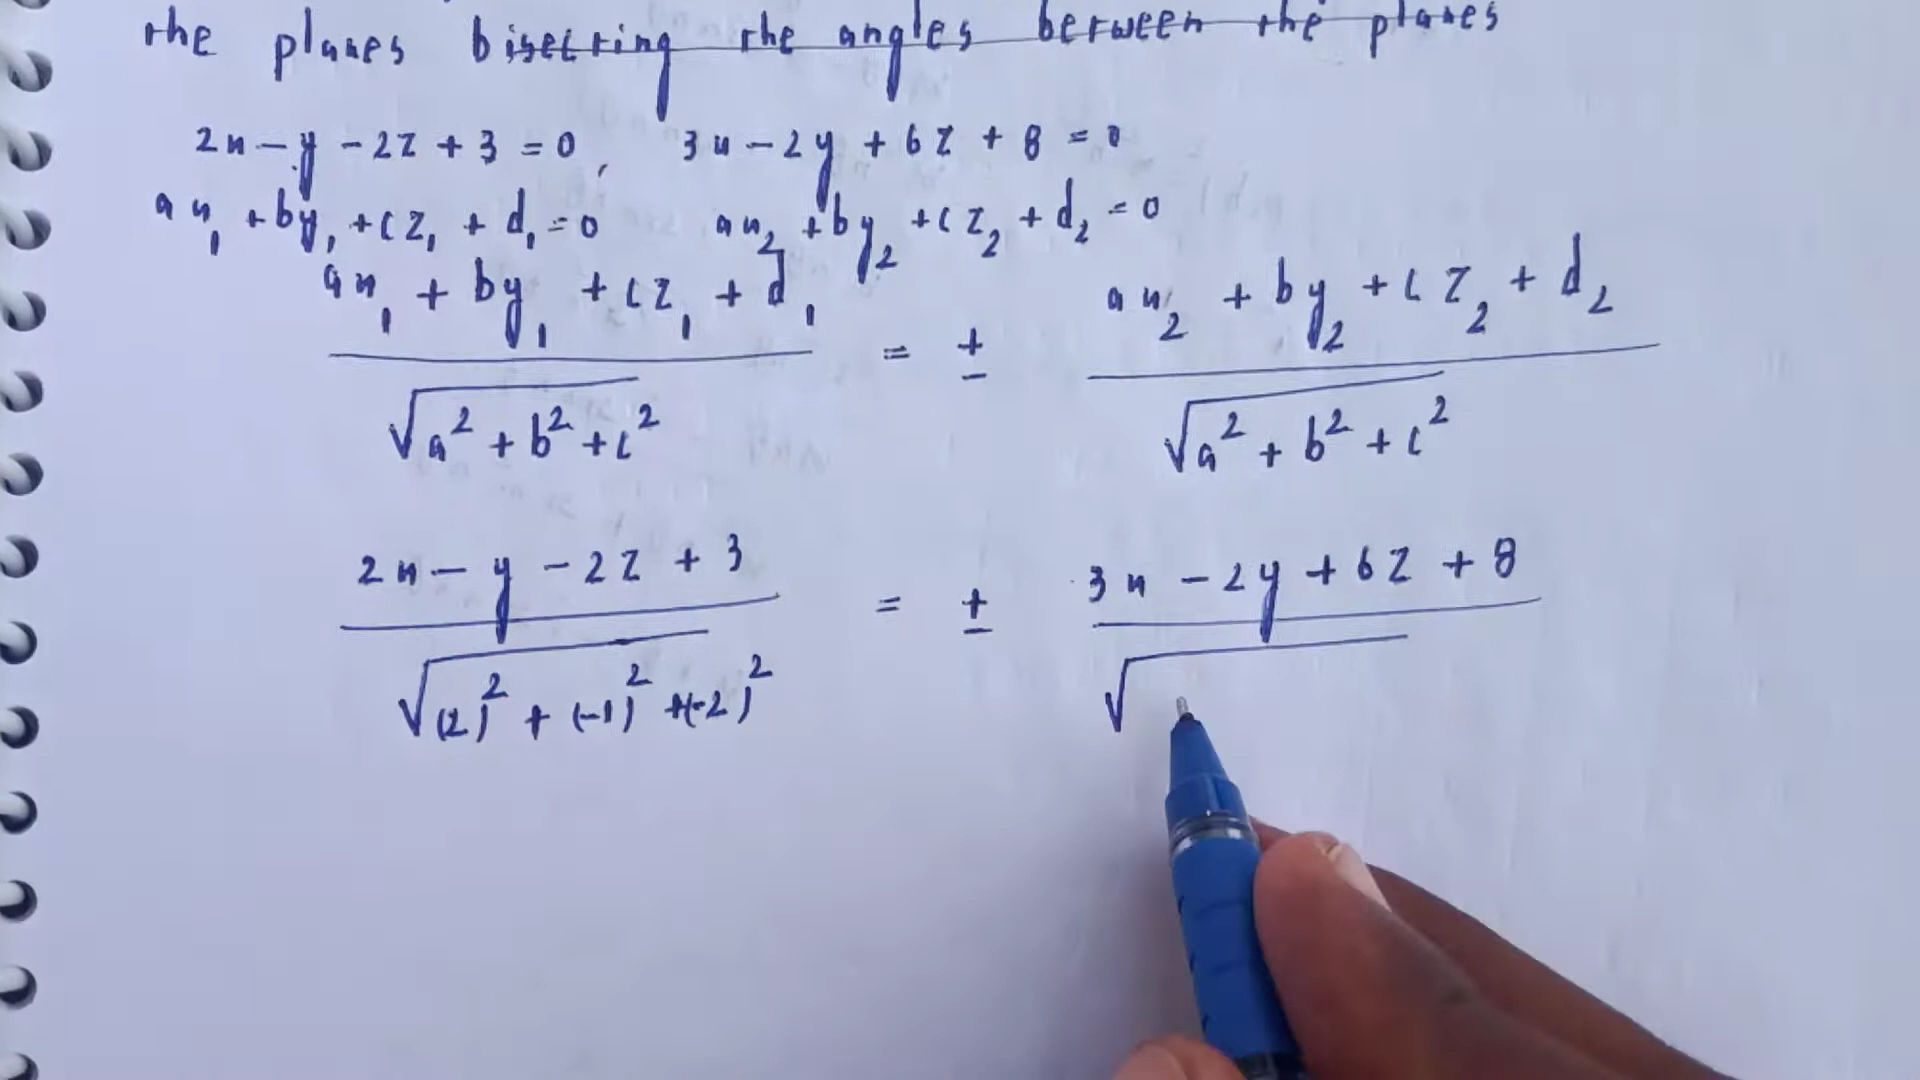 the planes bisecting the angles between the planes
2x - y - 2z + 3 = 0, 3x - 2y + 6z + 8 = 0
ax₁ + by₁ + cz₁ + d₁ = 0 ax₂ + by₂ + cz₂ + d₂ = 0
ax₁ + by₁ + cz₁ + d₁ / √a² + b² + c² = ± ax₂ + by₂ + cz₂ + d₂ / √a² + b² + c²
2x - y - 2z + 3 / √(2)² + (-1)² + (-2)² = ± 3x - 2y + 6z + 8 / √